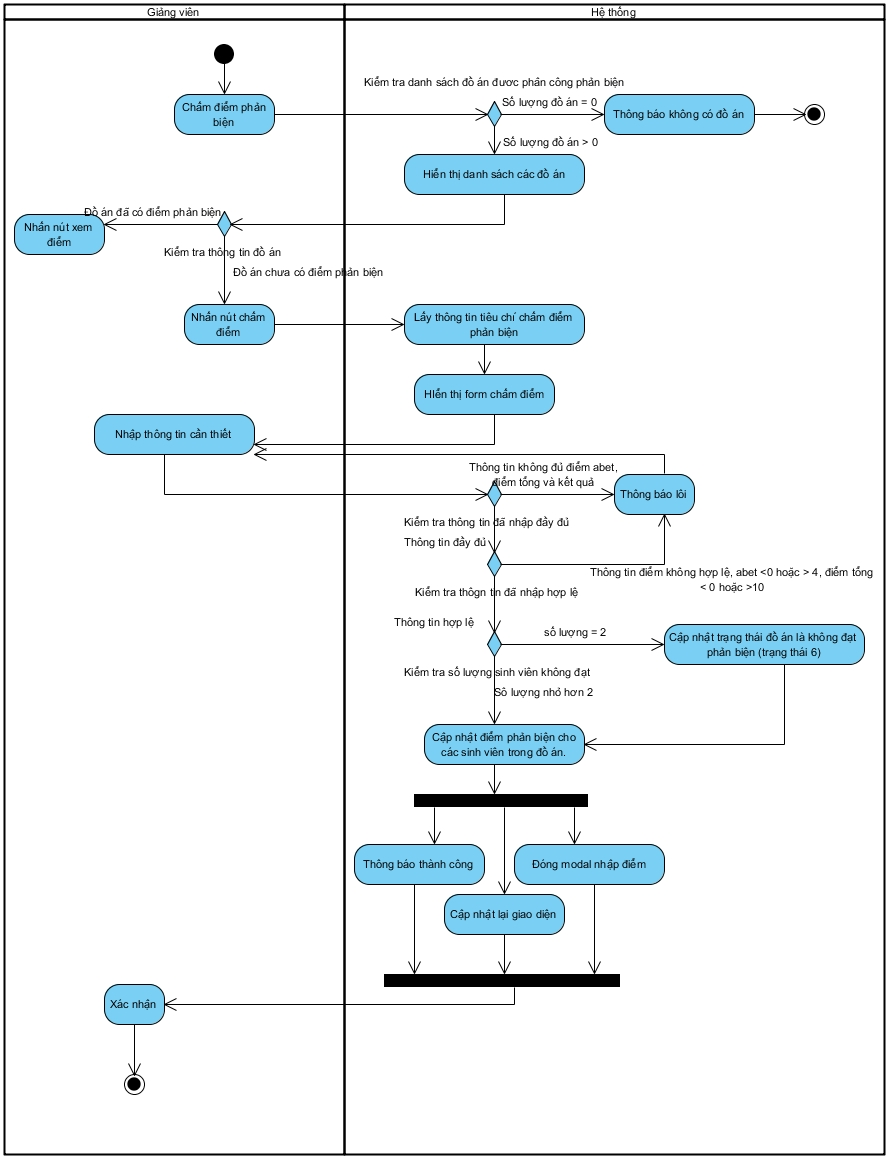 Giảng viên
Hệ thống
Kiểm tra danh sách đồ án được phân công phản biện
Chấm điểm phản
biện
Số lượng đồ án = 0
Thông báo không có đồ án
Số lượng đồ án > 0
Hiển thị danh sách các đồ án
Đồ án đã có điểm phản biện
Nhấn nút xem
điểm
Kiểm tra thông tin đồ án
Đồ án chưa có điểm phản biện
Nhấn nút chấm
điểm
Lấy thông tin tiêu chí chấm điểm
phản biện
HIển thị form chấm điểm
Nhập thông tin cần thiết
Thông tin không đủ điểm abet,
điểm tổng và kết quả
Thông báo lỗi
Kiểm tra thông tin đã nhập đầy đủ
Thông tin đầy đủ
Thông tin điểm không hợp lệ, abet <0 hoặc > 4, điểm tổng
< 0 hoặc >10
Kiểm tra thôgn tin đã nhập hợp lệ
Thông tin hợp lệ
số lượng = 2
Cập nhật trạng thái đồ án là không đạt
phản biện (trạng thái 6)
Kiểm tra số lượng sinh viên không đạt
Số lượng nhỏ hơn 2
Cập nhật điểm phản biện cho
các sinh viên trong đồ án.
Thông báo thành công
Đóng modal nhập điểm
Cập nhật lại giao diện
Xác nhận